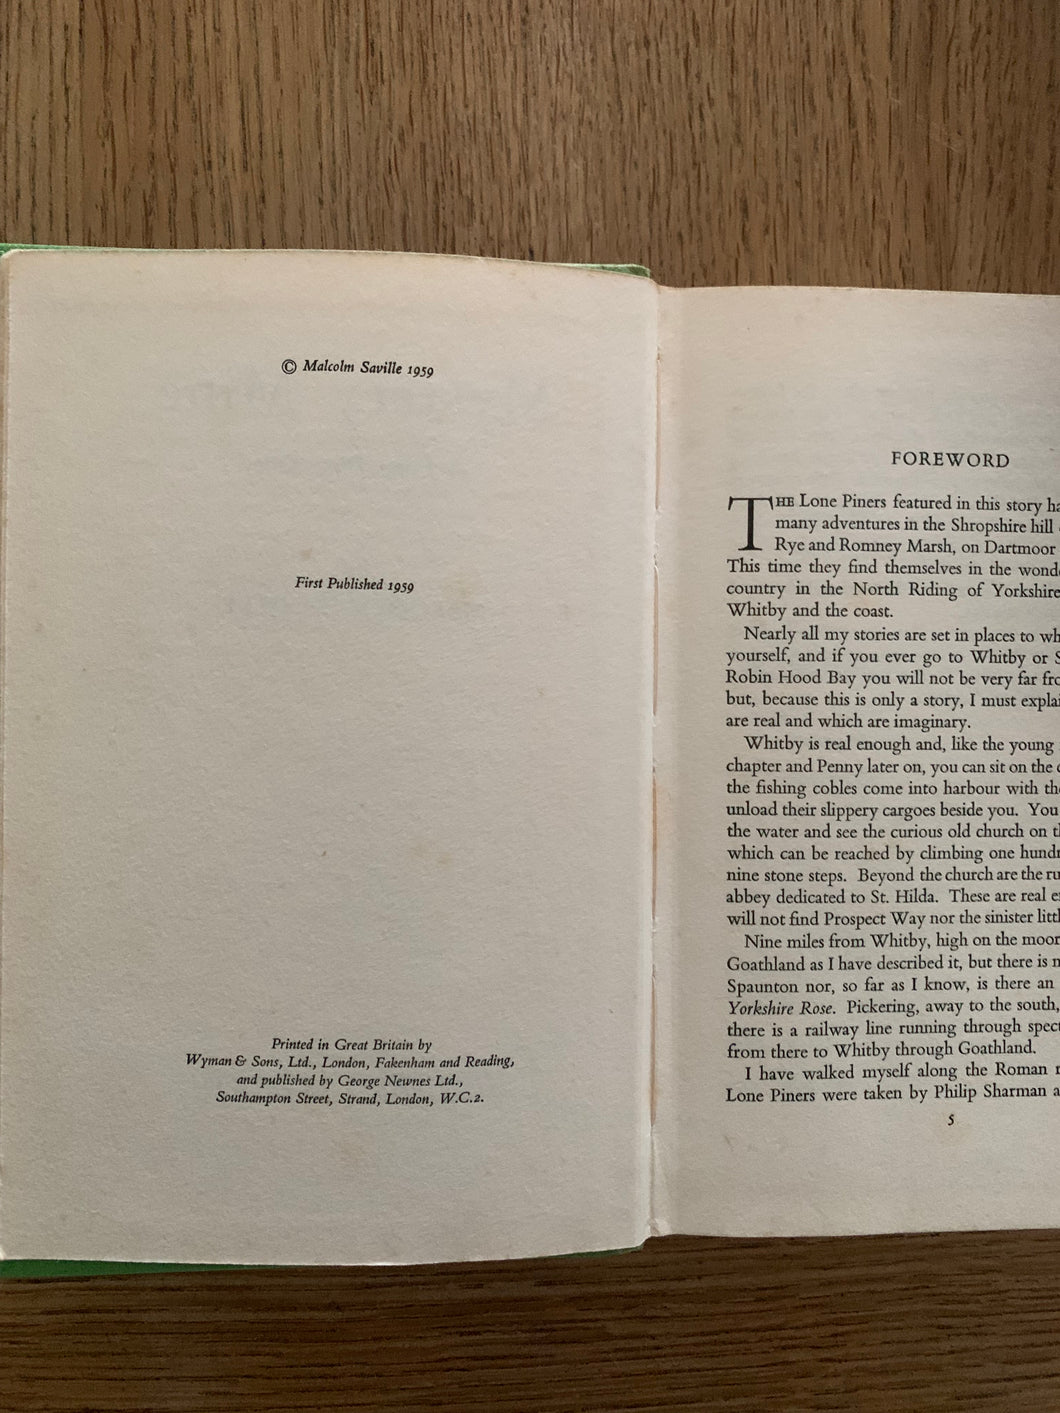 © Malcolm Saville 1959
First Published 1959
Printed in Great Britain by
Wyman & Sons, Ltd., London, Fakenham and Reading,
and published by George Newnes Ltd.,
Southampton Street, Strand, London, W.C.2.
FOREWORD
THE Lone Piners featured in this story ha
many adventures in the Shropshire hill
Rye and Romney Marsh, on Dartmoor
This time they find themselves in the wond
country in the North Riding of Yorkshire
Whitby and the coast.
Nearly all my stories are set in places to wh
yourself, and if you ever go to Whitby or S
Robin Hood Bay you will not be very far fro
but, because this is only a story, I must explai
are real and which are imaginary.
Whitby is real enough and, like the young
chapter and Penny later on, you can sit on the
the fishing cobles come into harbour with the
unload their slippery cargoes beside you. You
the water and see the curious old church on th
which can be reached by climbing one hundr
nine stone steps. Beyond the church are the ru
abbey dedicated to St. Hilda. These are real e
will not find Prospect Way nor the sinister littl
Nine miles from Whitby, high on the moor
Goathland as I have described it, but there is n
Spaunton nor, so far as I know, is there an
Yorkshire Rose. Pickering, away to the south,
there is a railway line running through spect
from there to Whitby through Goathland.
I have walked myself along the Roman r
Lone Piners were taken by Philip Sharman a
5